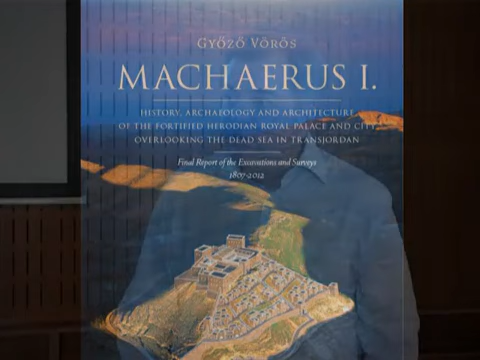 Győző Vörös
MACHAERUS I.
HISTORY, ARCHAEOLOGY AND ARCHITECTURE
OF THE FORTIFIED HERODIAN ROYAL PALACE AND CITY
OVERLOOKING THE DEAD SEA IN TRANSJORDAN
Final Report of the Excavations and Surveys
1807-2012